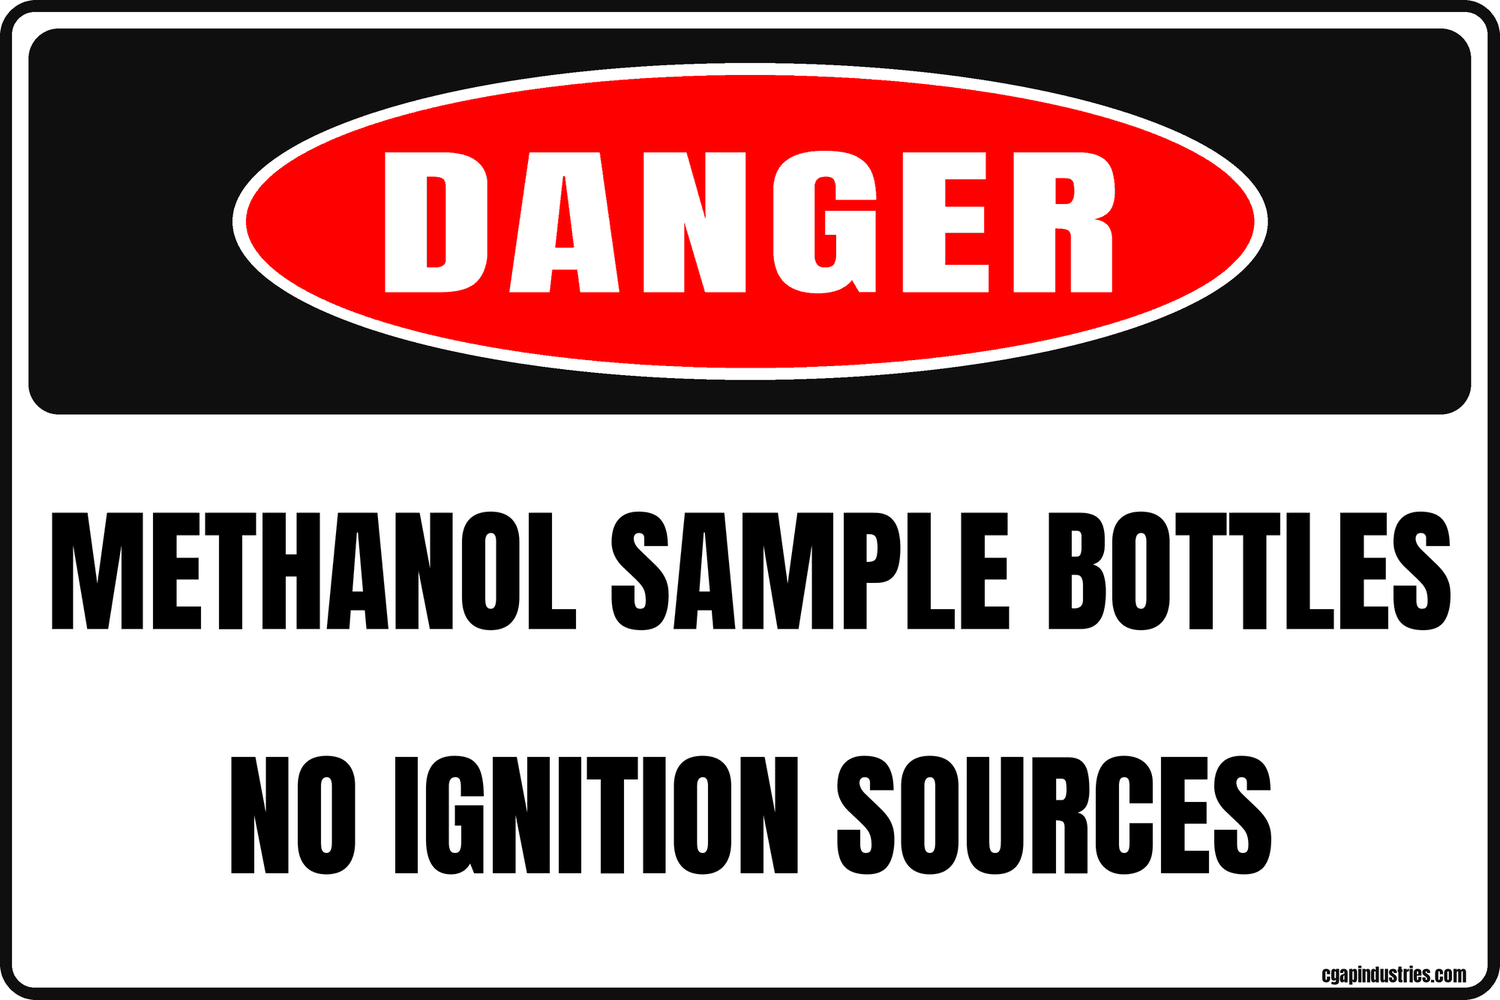 DANGER
METHANOL SAMPLE BOTTLES
NO IGNITION SOURCES
cgapindustries.com